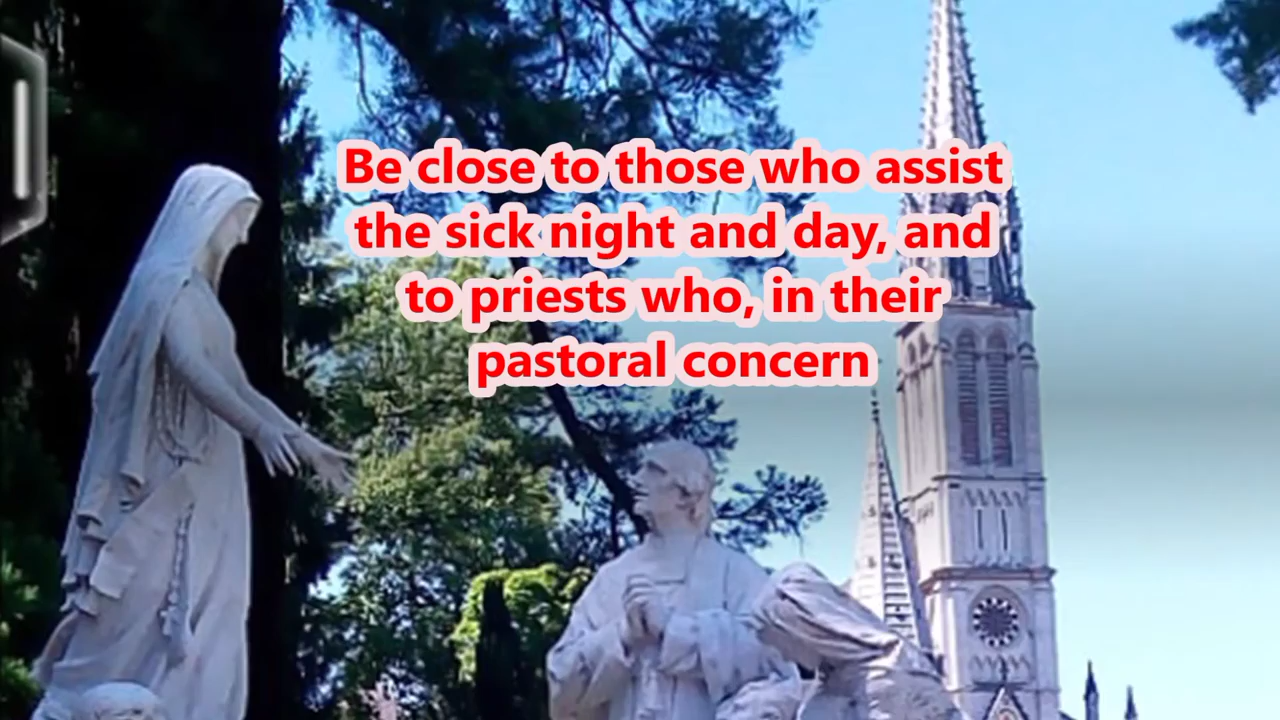 Be close to those who assist
the sick night and day, and
to priests who, in their
pastoral concern